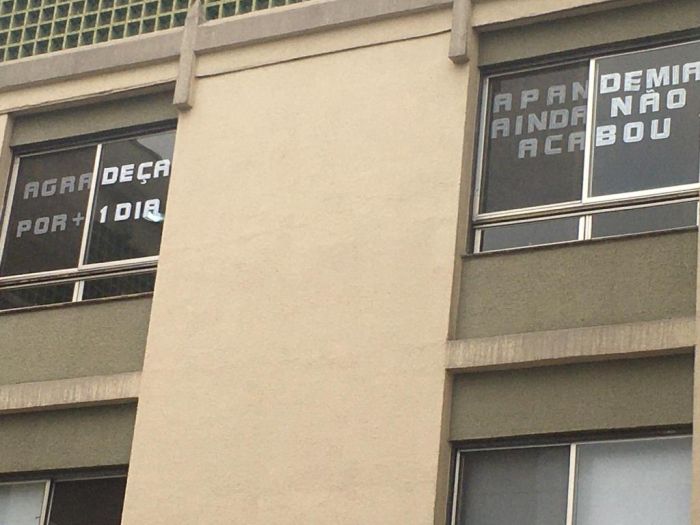 AGRADEÇA
POR + 1 DIA
A PANDEMIA
AINDA NÃO
ACABOU